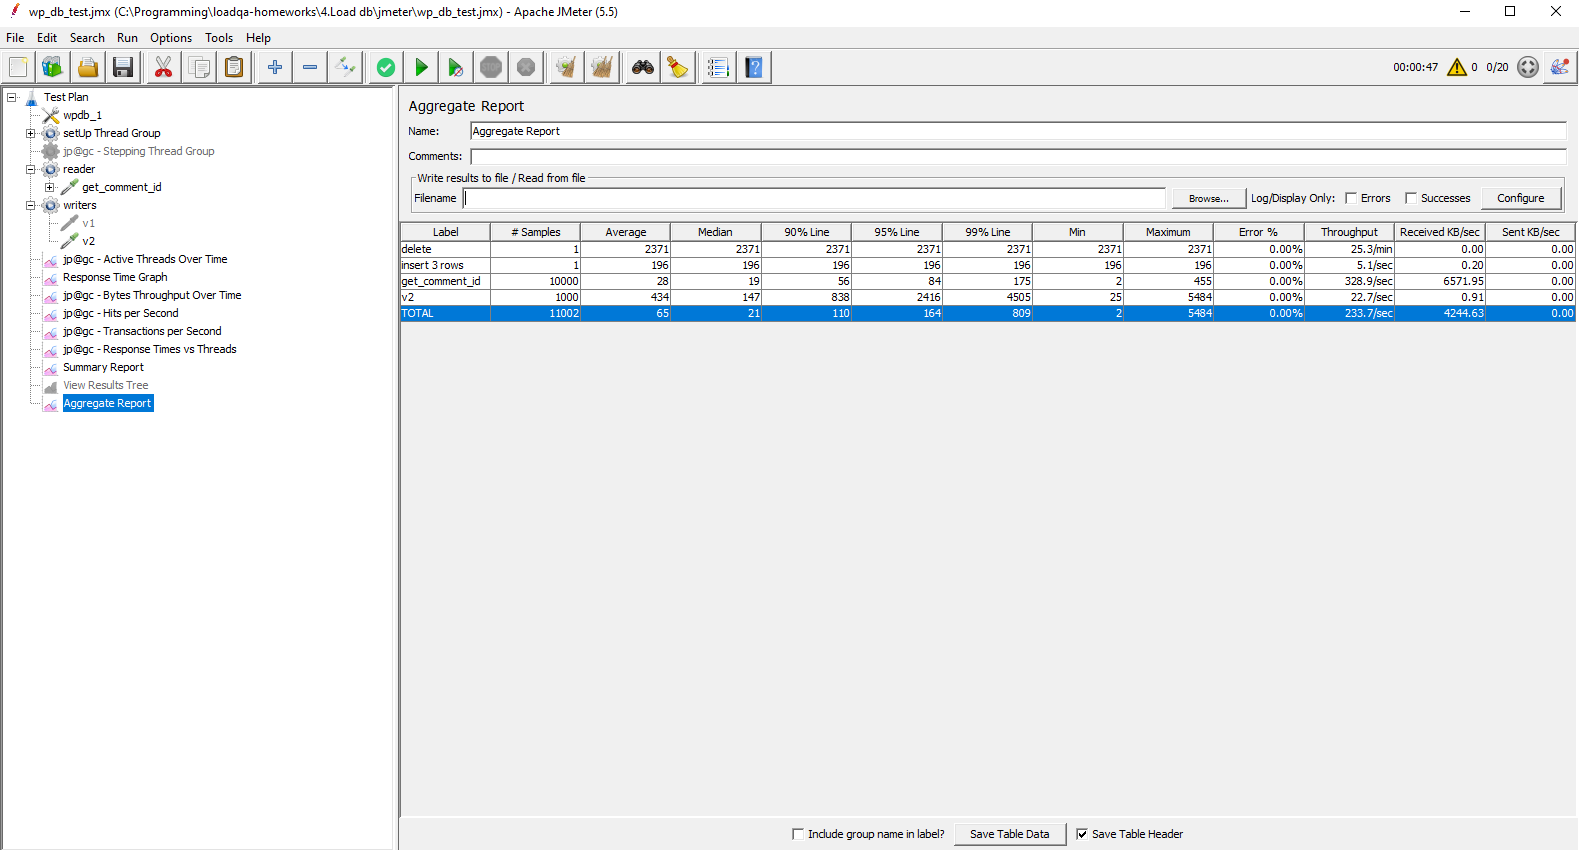 wp_db_test.jmx (C:\Programming\loadqa-homeworks\4.Load db\jmeter\wp_db_test.jmx) - Apache JMeter (5.5)
File Edit Search Run Options Tools Help
STOP
00:00:47 0 0/20
Test Plan
wpdb_1
setUp Thread Group
jp@gc - Stepping Thread Group
reader
get_comment_id
writers
v1
v2
jp@gc - Active Threads Over Time
Response Time Graph
jp@gc - Bytes Throughput Over Time
jp@gc - Hits per Second
jp@gc - Transactions per Second
jp@gc - Response Times vs Threads
Summary Report
View Results Tree
Aggregate Report
Aggregate Report
Name: Aggregate Report
Comments:
Write results to file / Read from file
Filename Browse... Log/Display Only: Errors Successes Configure
Label # Samples Average Median 90% Line 95% Line 99% Line Min Maximum Error % Throughput Received KB/sec Sent KB/sec
delete 1 2371 2371 2371 2371 2371 2371 2371 0.00% 25.3/min 0.00 0.00
insert 3 rows 1 196 196 196 196 196 196 196 0.00% 5.1/sec 0.20 0.00
get_comment_id 10000 28 19 56 84 175 2 455 0.00% 328.9/sec 6571.95 0.00
v2 1000 434 147 838 2416 4505 25 5484 0.00% 22.7/sec 0.91 0.00
TOTAL 11002 65 21 110 164 809 2 5484 0.00% 233.7/sec 4244.63 0.00
Include group name in label? Save Table Data Save Table Header